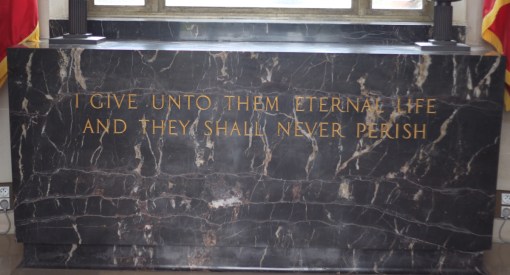 I GIVE UNTO THEM ETERNAL LIFE
AND THEY SHALL NEVER PERISH